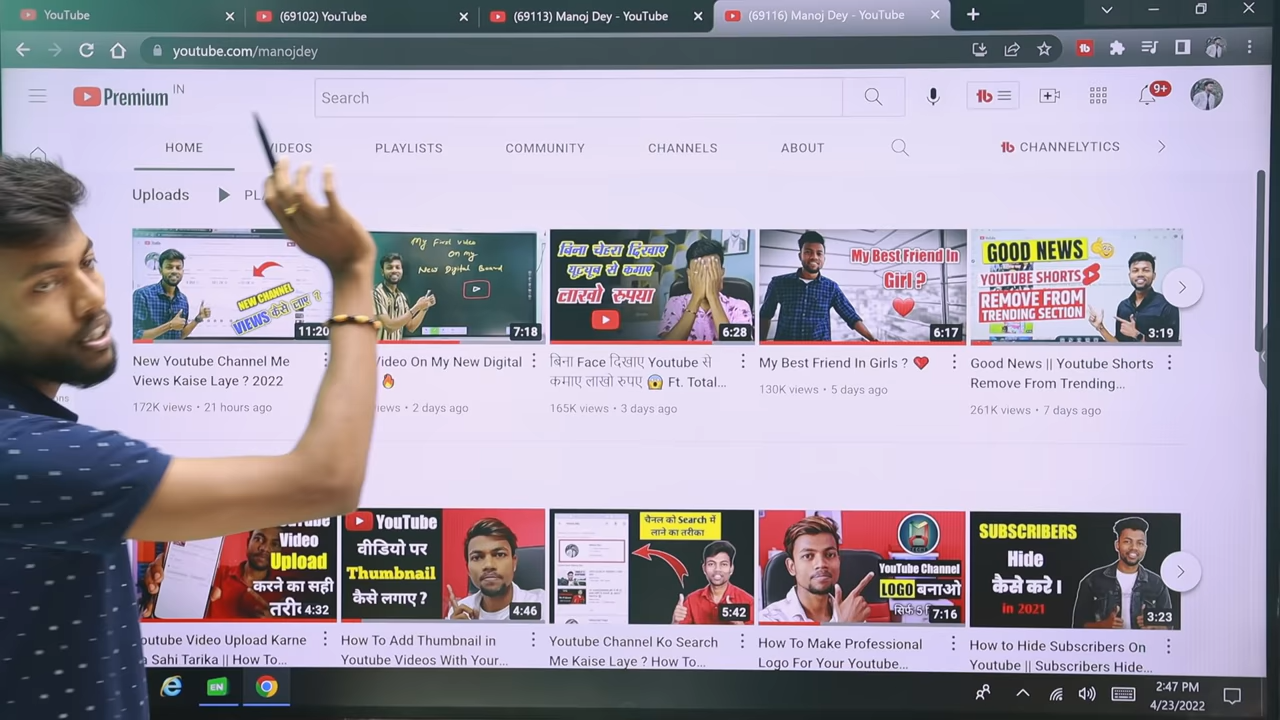 YouTube
(69102) YouTube
(69113) Manoj Dey - YouTube
(69116) Manoj Dey - YouTube
youtube.com/manojdey
Premium IN
Search
9+
HOME
VIDEOS
PLAYLISTS
COMMUNITY
CHANNELS
ABOUT
CHANNELYTICS
Uploads
NEW CHANNEL
VIEWS कैसे लाए ?
11:20
My First Video
on my
New Digital Board
7:18
बिना चेहरा दिखाए
यूट्यूब से कमाए
लाखो रुपया
6:28
My Best Friend In
Girl ?
6:17
GOOD NEWS
YOUTUBE SHORTS
REMOVE FROM
TRENDING SECTION
3:19
New Youtube Channel Me
Views Kaise Laye ? 2022
172K views • 21 hours ago
Video On My New Digital
views • 2 days ago
बिना Face दिखाए Youtube से
कमाए लाखो रुपए 😱 Ft. Total...
165K views • 3 days ago
My Best Friend In Girls ? ❤️
130K views • 5 days ago
Good News || Youtube Shorts
Remove From Trending...
261K views • 7 days ago
Video
Upload
करने का सही
4:32
YouTube
वीडियो पर
Thumbnail
कैसे लगाए ?
4:46
चैनल को Search में
लाने का तरीका
5:42
YouTube Channel
LOGO बनाओ
7:16
SUBSCRIBERS
Hide
कैसे करे।
in 2021
3:23
outube Video Upload Karne
a Sahi Tarika || How To...
How To Add Thumbnail in
Youtube Videos With Your...
Youtube Channel Ko Search
Me Kaise Laye ? How To...
How To Make Professional
Logo For Your Youtube...
How to Hide Subscribers On
Youtube || Subscribers Hide...
EN
2:47 PM
4/23/2022